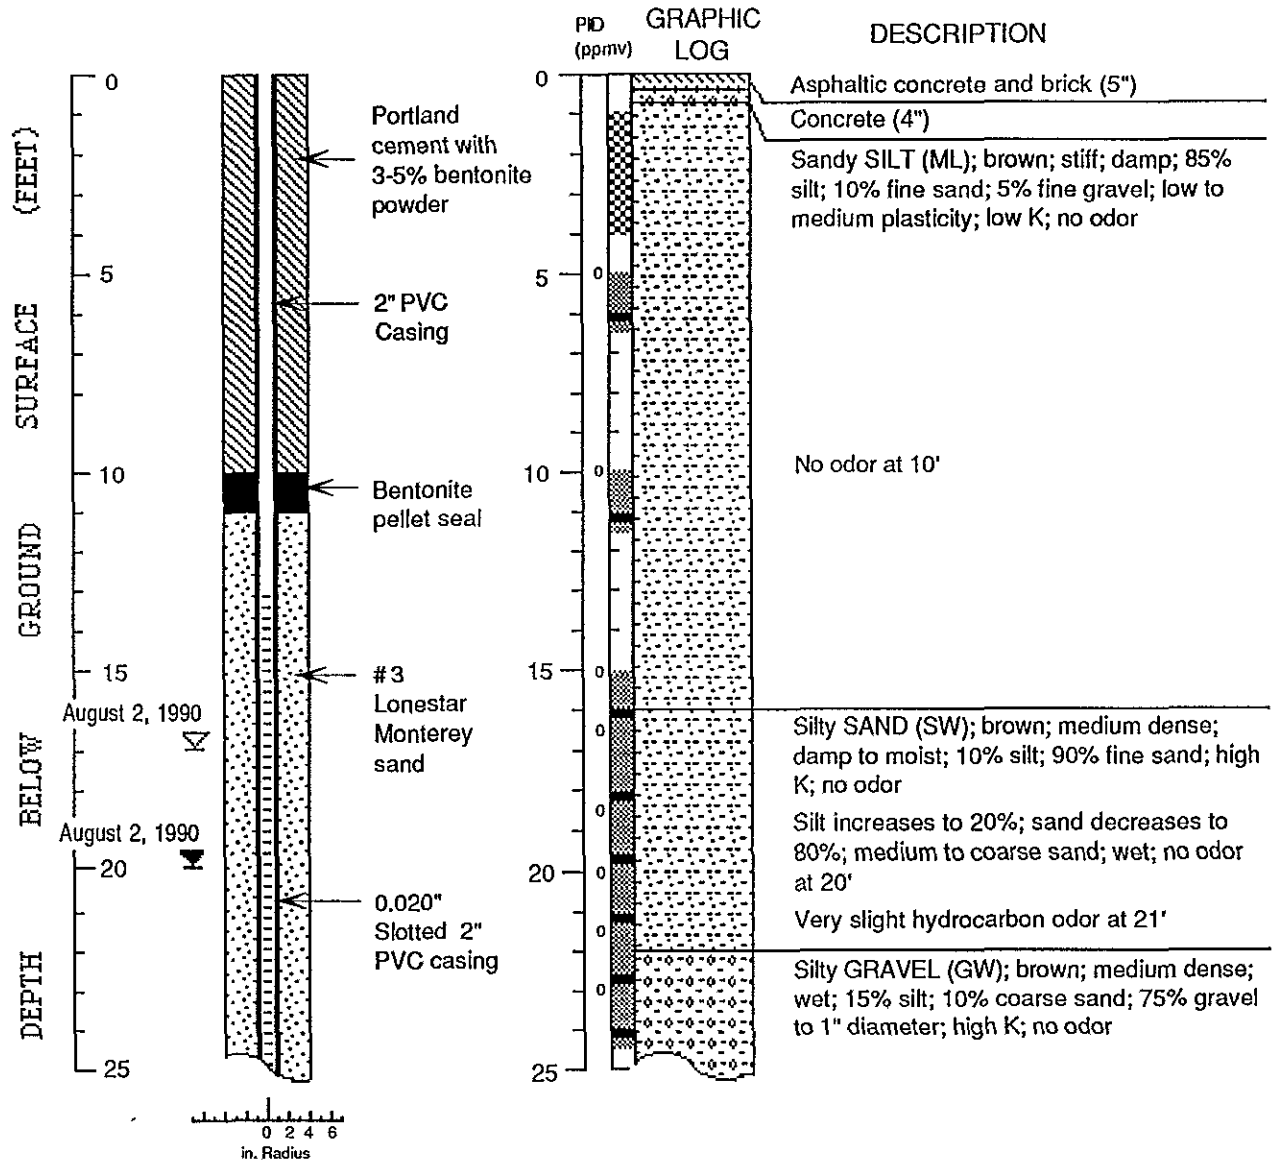 PID
(ppmv)
GRAPHIC
LOG
DESCRIPTION
DEPTH BELOW GROUND SURFACE (FEET)
0
5
10
15
20
25
Portland
cement with
3-5% bentonite
powder
2" PVC
Casing
Bentonite
pellet seal
#3
Lonestar
Monterey
sand
August 2, 1990
August 2, 1990
0.020"
Slotted 2"
PVC casing
0 2 4 6
in. Radius
0
5
10
15
20
25
0
0
0
0
0
0
0
0
Asphaltic concrete and brick (5")
Concrete (4")
Sandy SILT (ML); brown; stiff; damp; 85%
silt; 10% fine sand; 5% fine gravel; low to
medium plasticity; low K; no odor
No odor at 10'
Silty SAND (SW); brown; medium dense;
damp to moist; 10% silt; 90% fine sand; high
K; no odor
Silt increases to 20%; sand decreases to
80%; medium to coarse sand; wet; no odor
at 20'
Very slight hydrocarbon odor at 21'
Silty GRAVEL (GW); brown; medium dense;
wet; 15% silt; 10% coarse sand; 75% gravel
to 1" diameter; high K; no odor